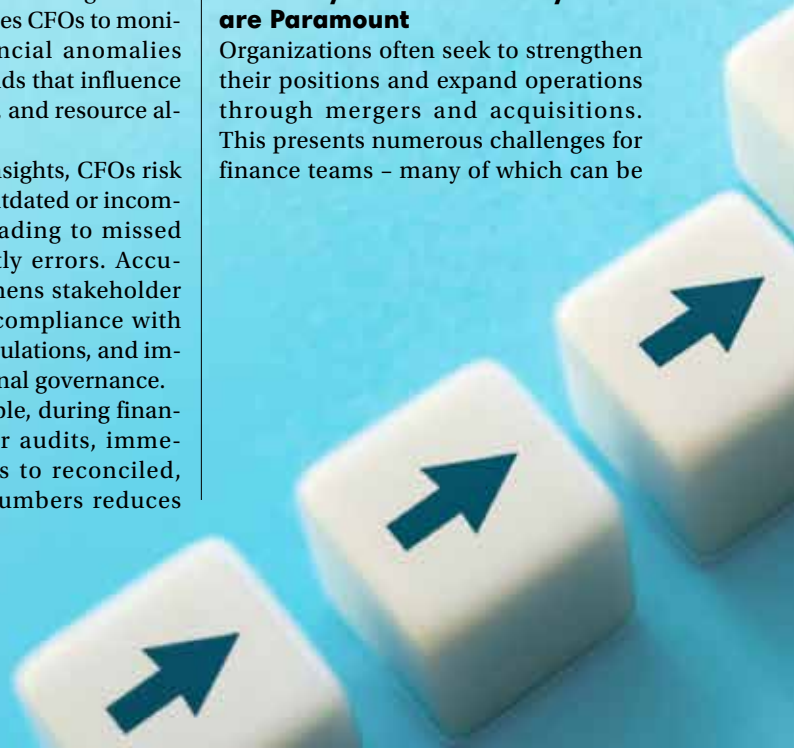 es CFOs to moni-
ncial anomalies
ds that influence
and resource al-
sights, CFOs risk
tdated or incom-
ading to missed
tly errors. Accu-
hens stakeholder
compliance with
ulations, and im-
nal governance.
ple, during finan-
r audits, imme-
s to reconciled,
umbers reduces
are Paramount
Organizations often seek to strengthen
their positions and expand operations
through mergers and acquisitions.
This presents numerous challenges for
finance teams – many of which can be